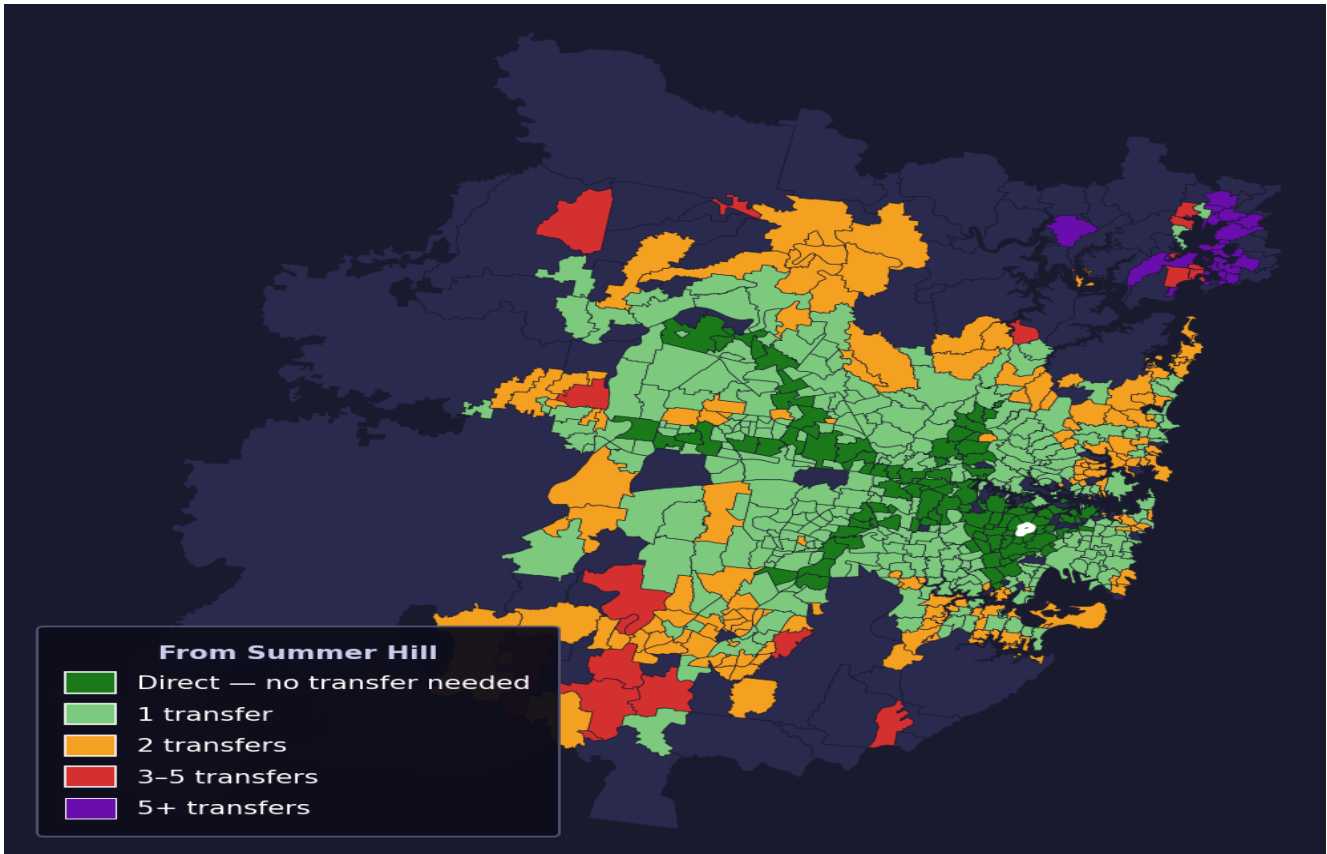 From Summer Hill
Direct — no transfer needed
1 transfer
2 transfers
3–5 transfers
5+ transfers